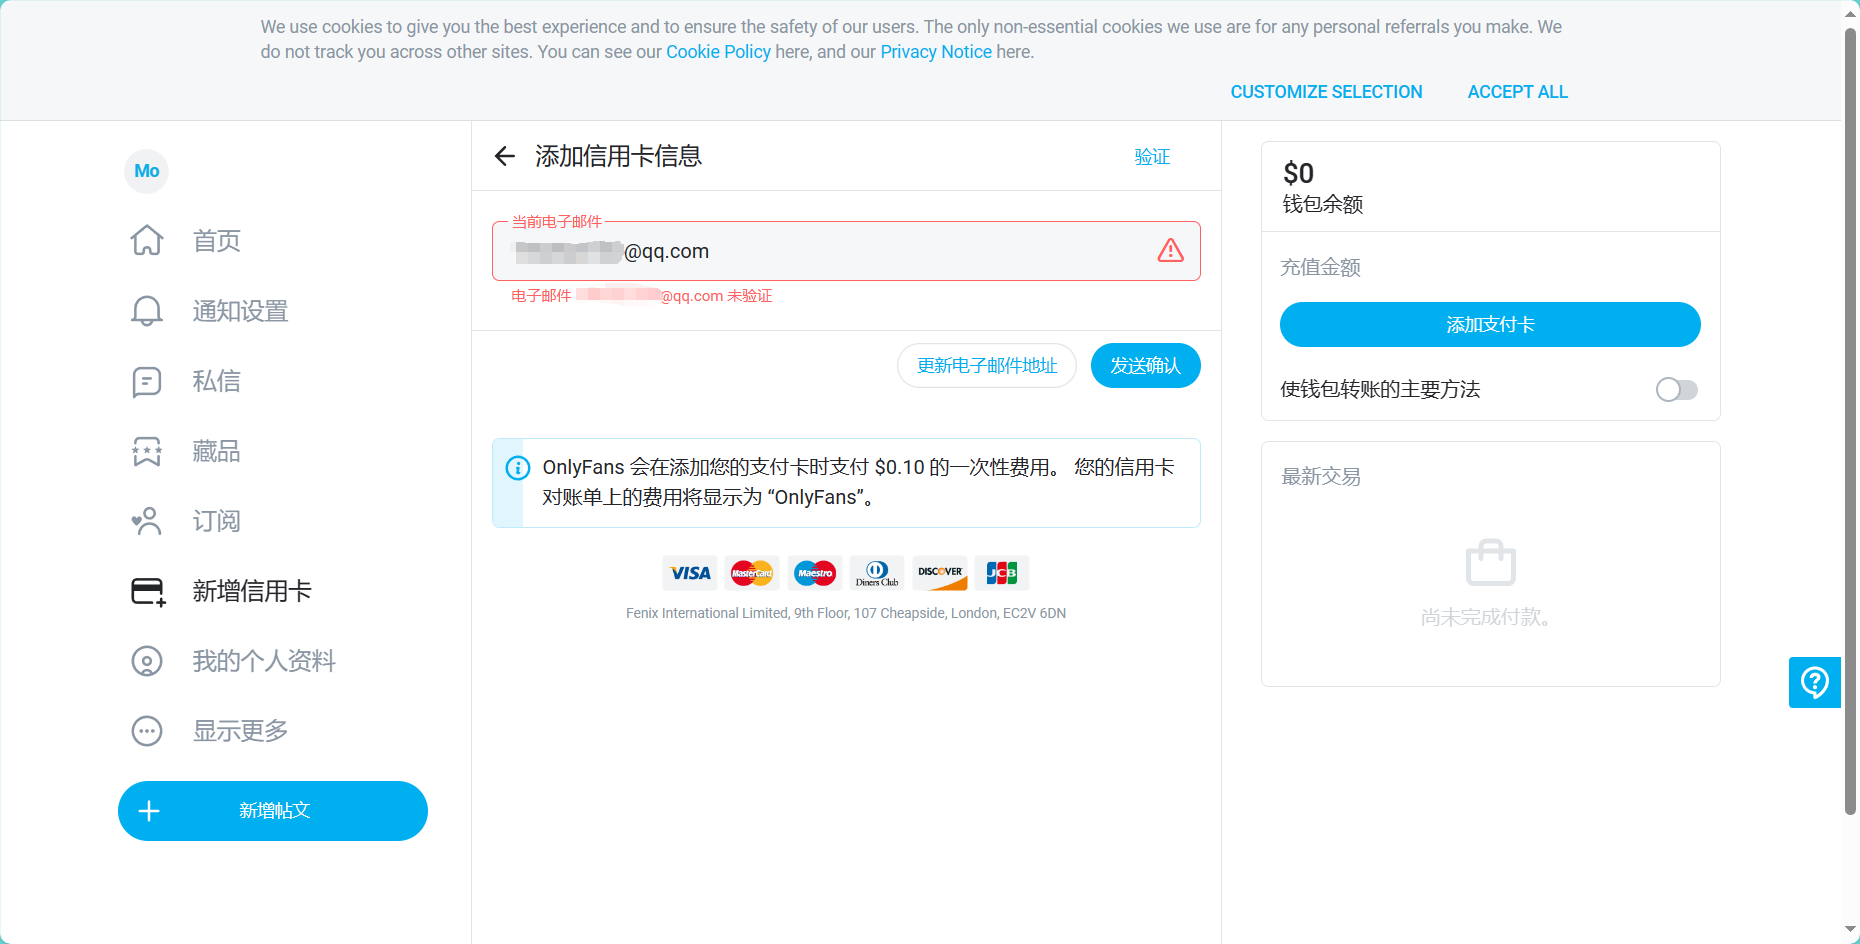 We use cookies to give you the best experience and to ensure the safety of our users. The only non-essential cookies we use are for any personal referrals you make. We
do not track you across other sites. You can see our Cookie Policy here, and our Privacy Notice here.
CUSTOMIZE SELECTION
ACCEPT ALL
Mo
首页
通知设置
私信
藏品
订阅
新增信用卡
我的个人资料
显示更多
新增帖文
添加信用卡信息
验证
当前电子邮件
@qq.com
电子邮件 @qq.com 未验证
更新电子邮件地址
发送确认
OnlyFans 会在添加您的支付卡时支付 $0.10 的一次性费用。 您的信用卡
对账单上的费用将显示为 “OnlyFans”。
VISA
MasterCard
Maestro
Diners Club
DISCOVER
JCB
Fenix International Limited, 9th Floor, 107 Cheapside, London, EC2V 6DN
$0
钱包余额
充值金额
添加支付卡
使钱包转账的主要方法
最新交易
尚未完成付款。